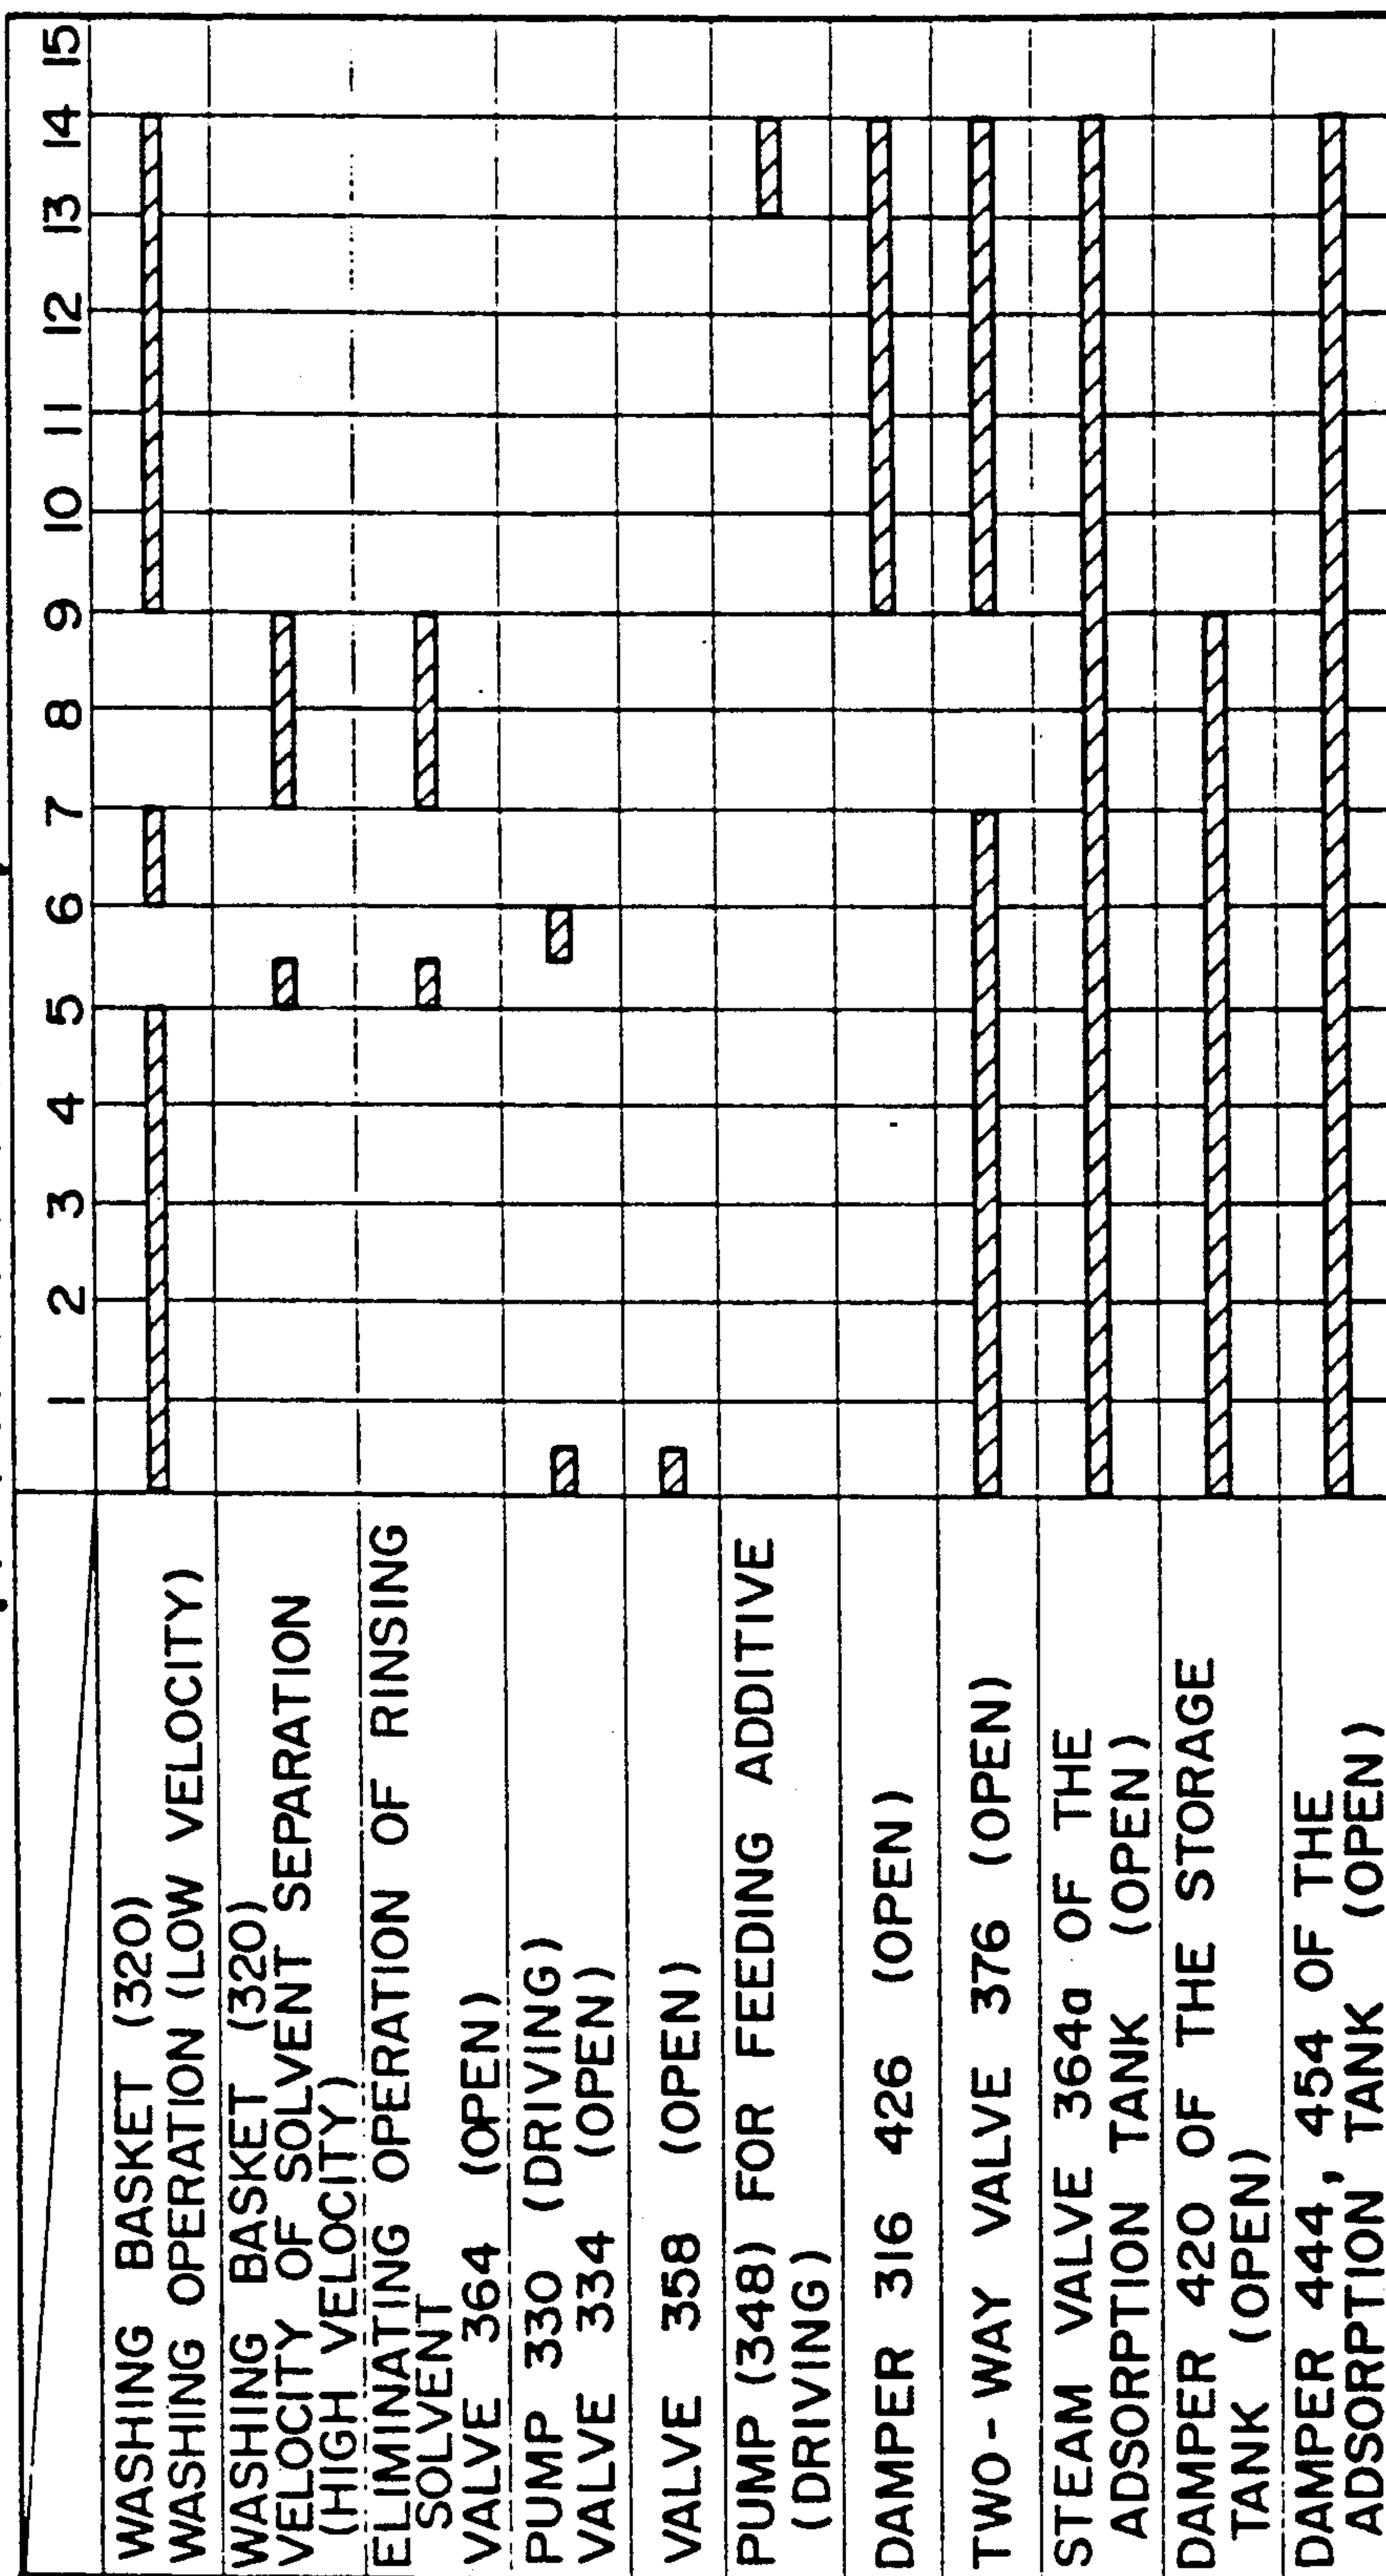 1 2 3 4 5 6 7 8 9 10 11 12 13 14 15
WASHING BASKET (320)
WASHING OPERATION (LOW VELOCITY)
WASHING BASKET (320)
VELOCITY OF SOLVENT SEPARATION
(HIGH VELOCITY)
ELIMINATING OPERATION OF RINSING
SOLVENT
VALVE 364 (OPEN)
PUMP 330 (DRIVING)
VALVE 334 (OPEN)
VALVE 358 (OPEN)
PUMP (348) FOR FEEDING ADDITIVE
(DRIVING)
DAMPER 316 426 (OPEN)
TWO-WAY VALVE 376 (OPEN)
STEAM VALVE 364a OF THE
ADSORPTION TANK (OPEN)
DAMPER 420 OF THE STORAGE
TANK (OPEN)
DAMPER 444, 454 OF THE
ADSORPTION TANK (OPEN)